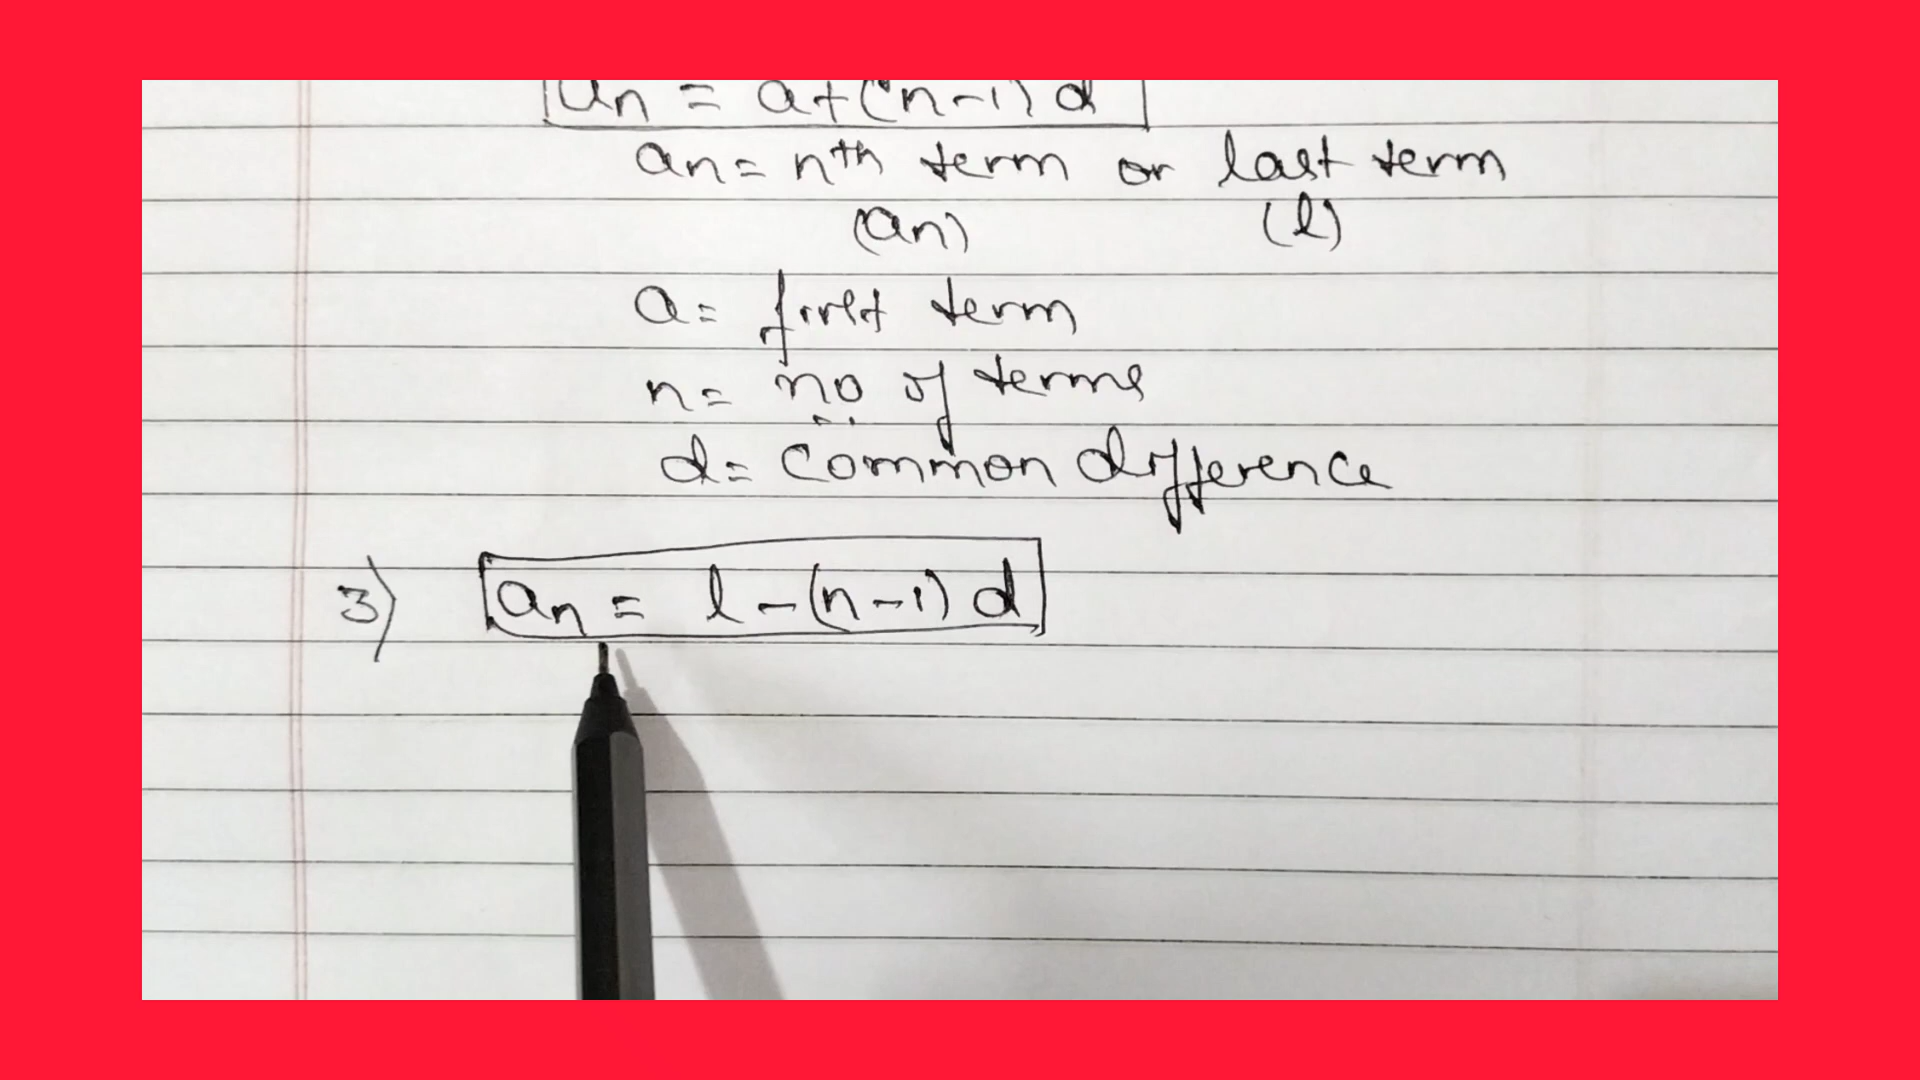 an = a+(n-1) d
an = nth term or last term
(an) (l)
a = first term
n = no of terms
d = common difference
3) an = l - (n-1) d